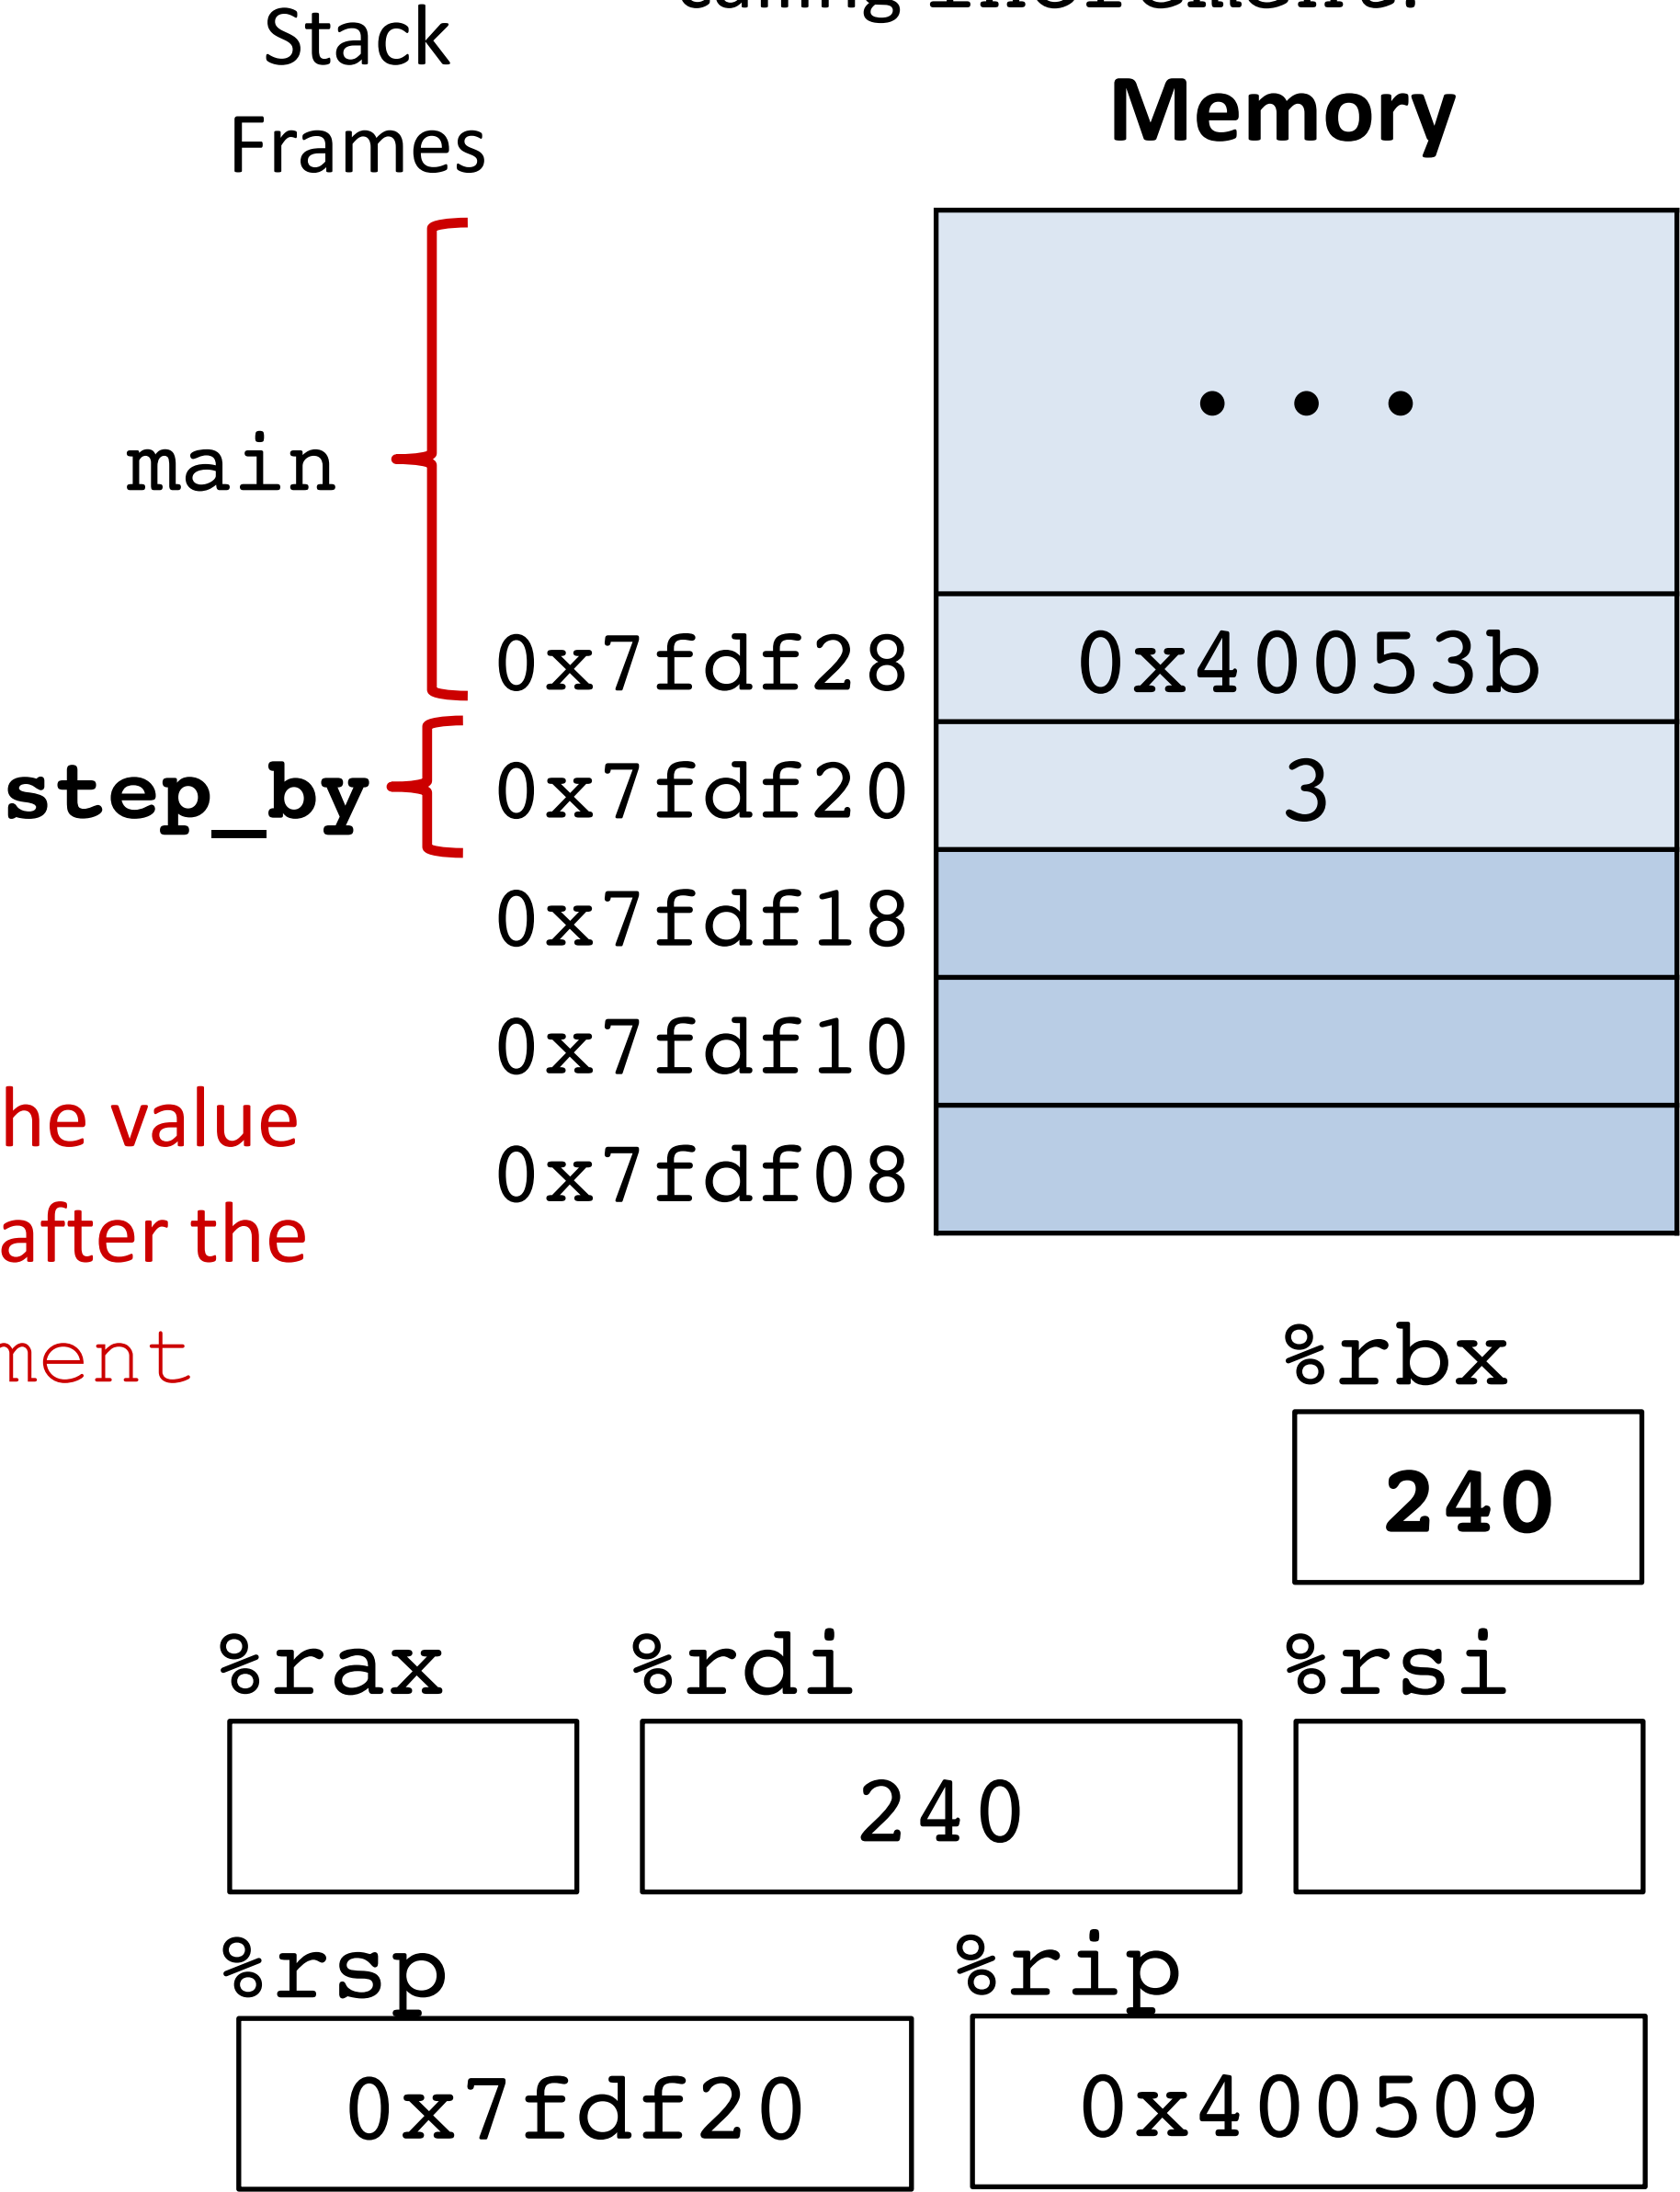 Stack
Frames
Memory
• • •
main
0x7fdf28 0x40053b
step_by 0x7fdf20 3
0x7fdf18
0x7fdf10
he value
0x7fdf08
after the
ment
%rbx
240
%rax %rdi %rsi
240
%rsp %rip
0x7fdf20 0x400509